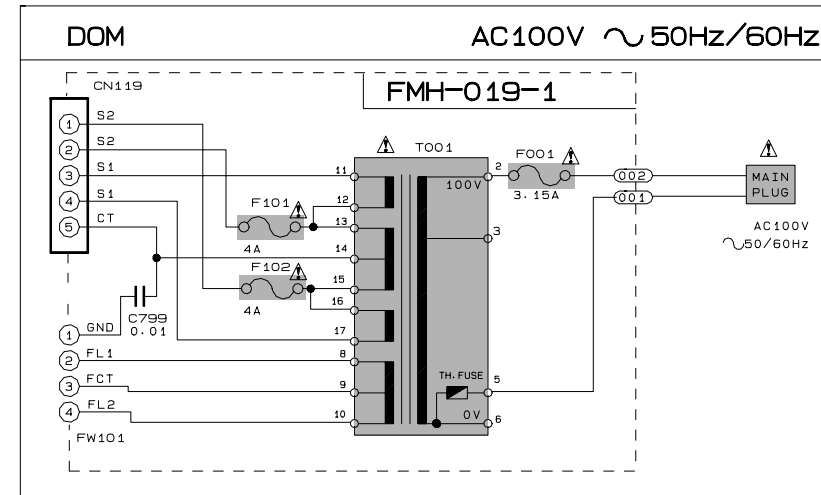 DOM
AC100V 50Hz/60Hz
FMH-019-1
CN119
1 S2
2 S2
3 S1
4 S1
5 CT
C799
0.01
1 GND
2 FL1
3 FCT
4 FL2
FW101
F101
4A
F102
4A
T001
11
12
13
14
15
16
17
8
9
10
100V
2
3
TH.FUSE
5
0V
6
F001
3.15A
002
001
MAIN
PLUG
AC100V
50/60Hz